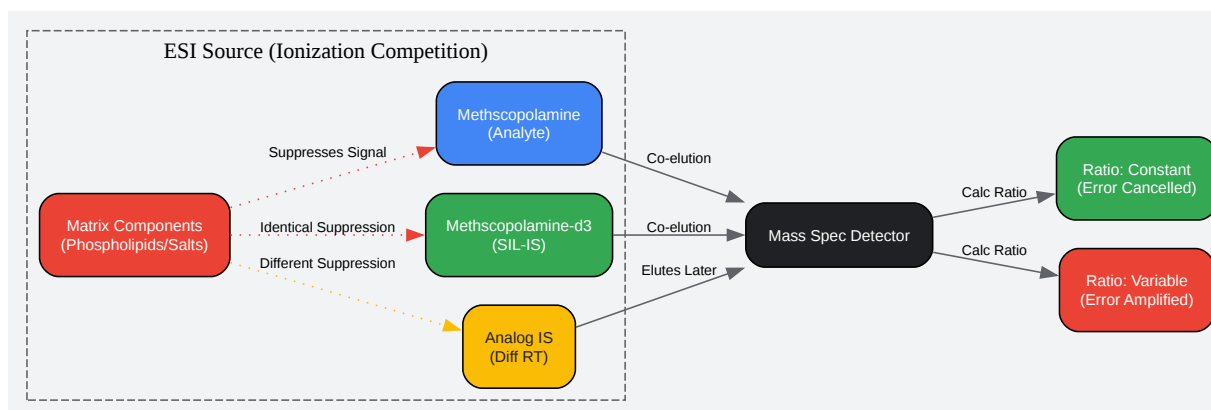 ESI Source (Ionization Competition)
Methscopolamine
(Analyte)
Suppresses Signal
Co-elution
Ratio: Constant
(Error Cancelled)
Calc Ratio
Matrix Components
(Phospholipids/Salts)
Identical Suppression
Methscopolamine-d3
(SIL-IS)
Co-elution
Mass Spec Detector
Different Suppression
Elutes Later
Calc Ratio
Ratio: Variable
(Error Amplified)
Analog IS
(Diff RT)